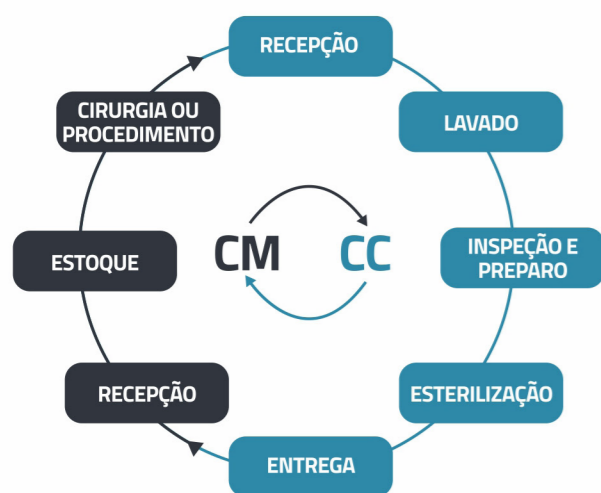 RECEPÇÃO
LAVADO
INSPEÇÃO E
PREPARO
ESTERILIZAÇÃO
ENTREGA
RECEPÇÃO
ESTOQUE
CIRURGIA OU
PROCEDIMENTO
CM
CC